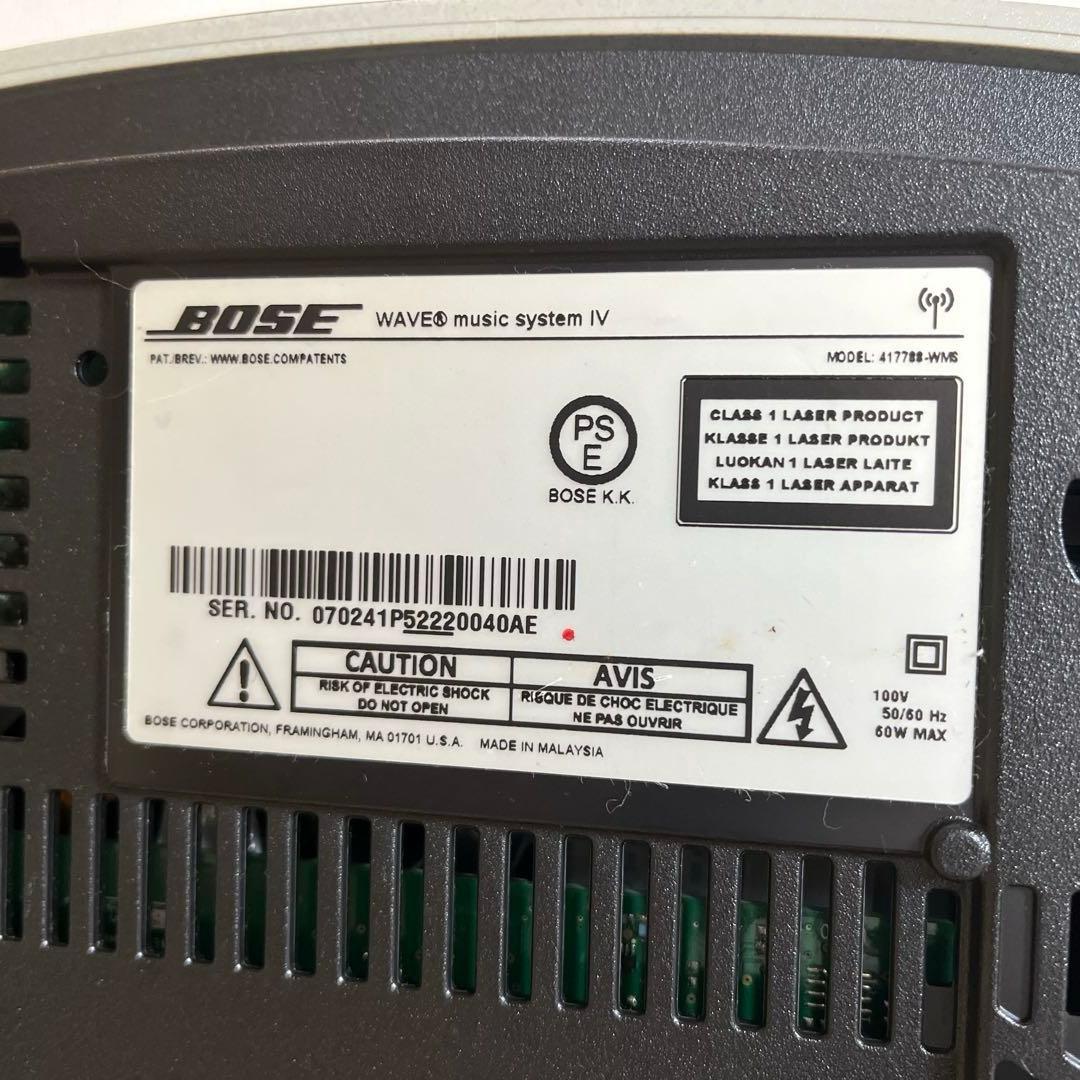 BOSE WAVE® music system IV
PAT./BREV.: WWW.BOSE.COM/PATENTS
MODEL: 417788-WMS
PS
E
BOSE K.K.
CLASS 1 LASER PRODUCT
KLASSE 1 LASER PRODUKT
LUOKAN 1 LASER LAITE
KLASS 1 LASER APPARAT
SER. NO. 070241P52220040AE
CAUTION
RISK OF ELECTRIC SHOCK
DO NOT OPEN
AVIS
RISQUE DE CHOC ELECTRIQUE
NE PAS OUVRIR
100V
50/60 Hz
60W MAX
BOSE CORPORATION, FRAMINGHAM, MA 01701 U.S.A. MADE IN MALAYSIA